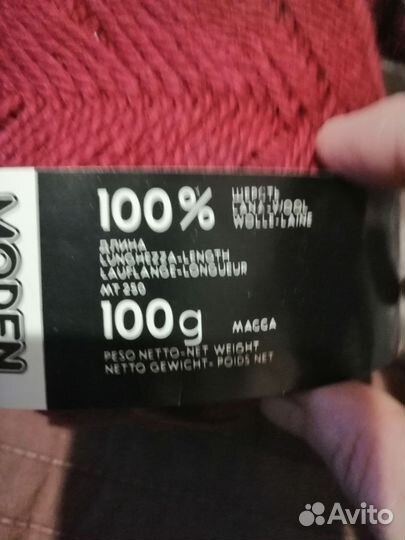 MODEN
100%
ШЕРСТЬ
LANA-WOOL
WOLLE-LAINE
ДЛИНА
LUNGHEZZA-LENGTH
LAUFLANGE-LONGUEUR
MT 250
100g МАССА
PESO NETTO-NET WEIGHT
NETTO GEWICHT-POIDS NET
Avito